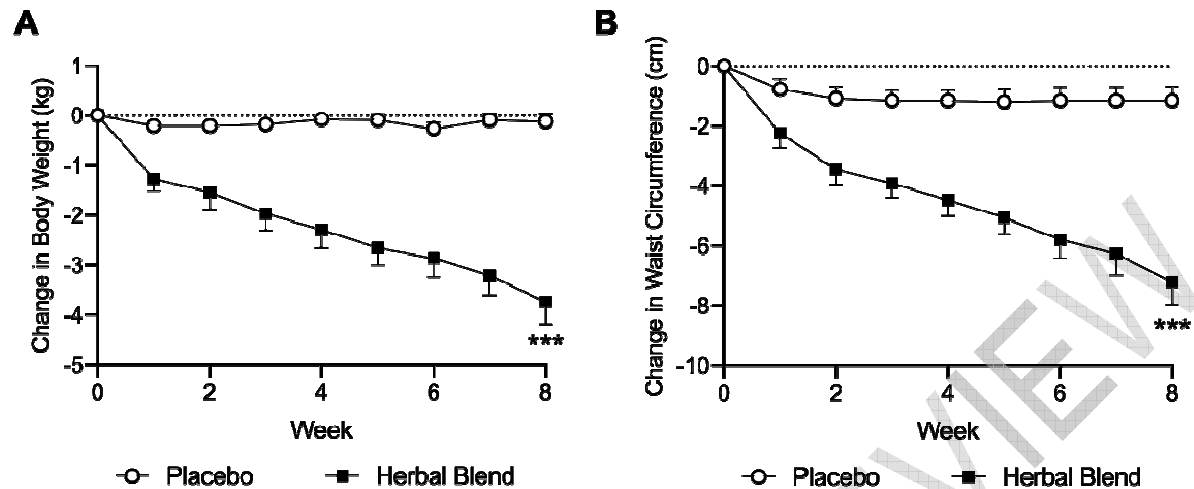 A
Change in Body Weight (kg)
1
0
-1
-2
-3
-4
-5
***
0
2
4
6
8
Week
Placebo
Herbal Blend
B
Change in Waist Circumference (cm)
0
-2
-4
-6
-8
-10
***
0
2
4
6
8
Week
Placebo
Herbal Blend
VIEW